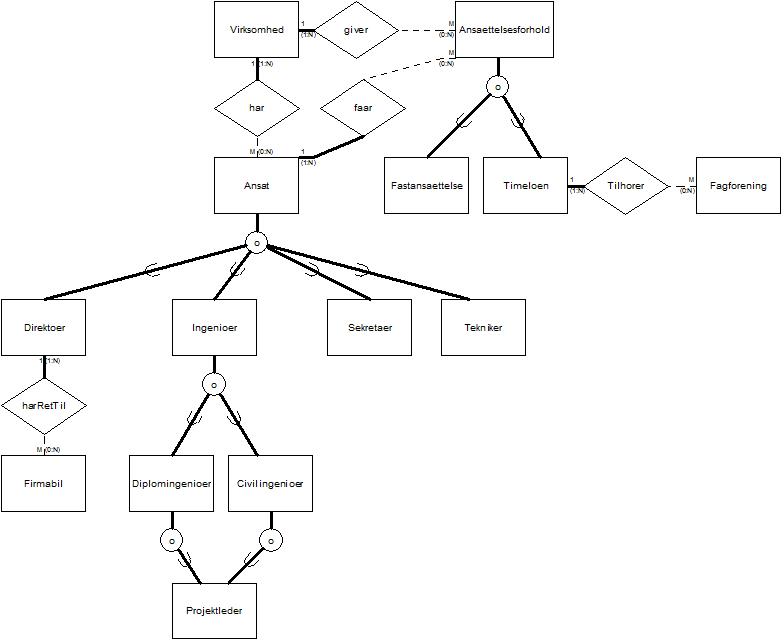 Virksomhed
1
(1:N)
giver
M
(0:N)
Ansaettelsesforhold
1 (1:N)
M
(0:N)
o
har
faar
M (0:N)
1
(1:N)
Ansat
Fastansaettelse
Timeloen
1
(1:N)
Tilhorer
M
(0:N)
Fagforening
o
Direktoer
Ingenioer
Sekretaer
Tekniker
1 (1:N)
o
harRetTil
M (0:N)
Firmabil
Diplomingenioer
Civilingenioer
o
o
Projektleder